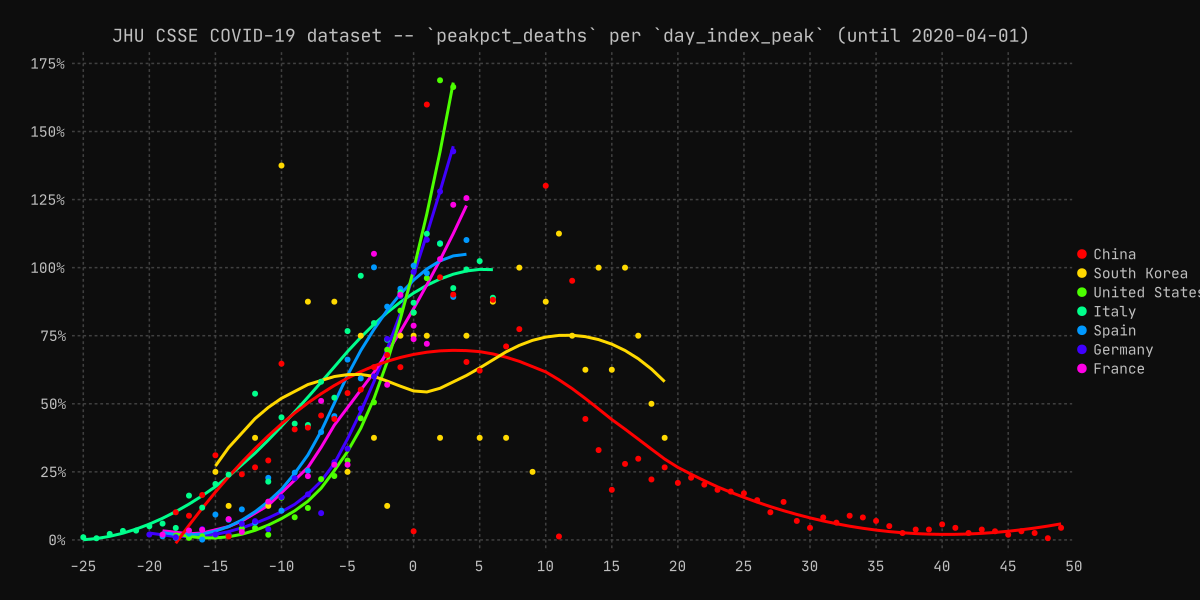 JHU CSSE COVID-19 dataset -- `peakpct_deaths` per `day_index_peak` (until 2020-04-01)
175%
150%
125%
100%
75%
50%
25%
0%
-25 -20 -15 -10 -5 0 5 10 15 20 25 30 35 40 45 50
China
South Korea
United States
Italy
Spain
Germany
France